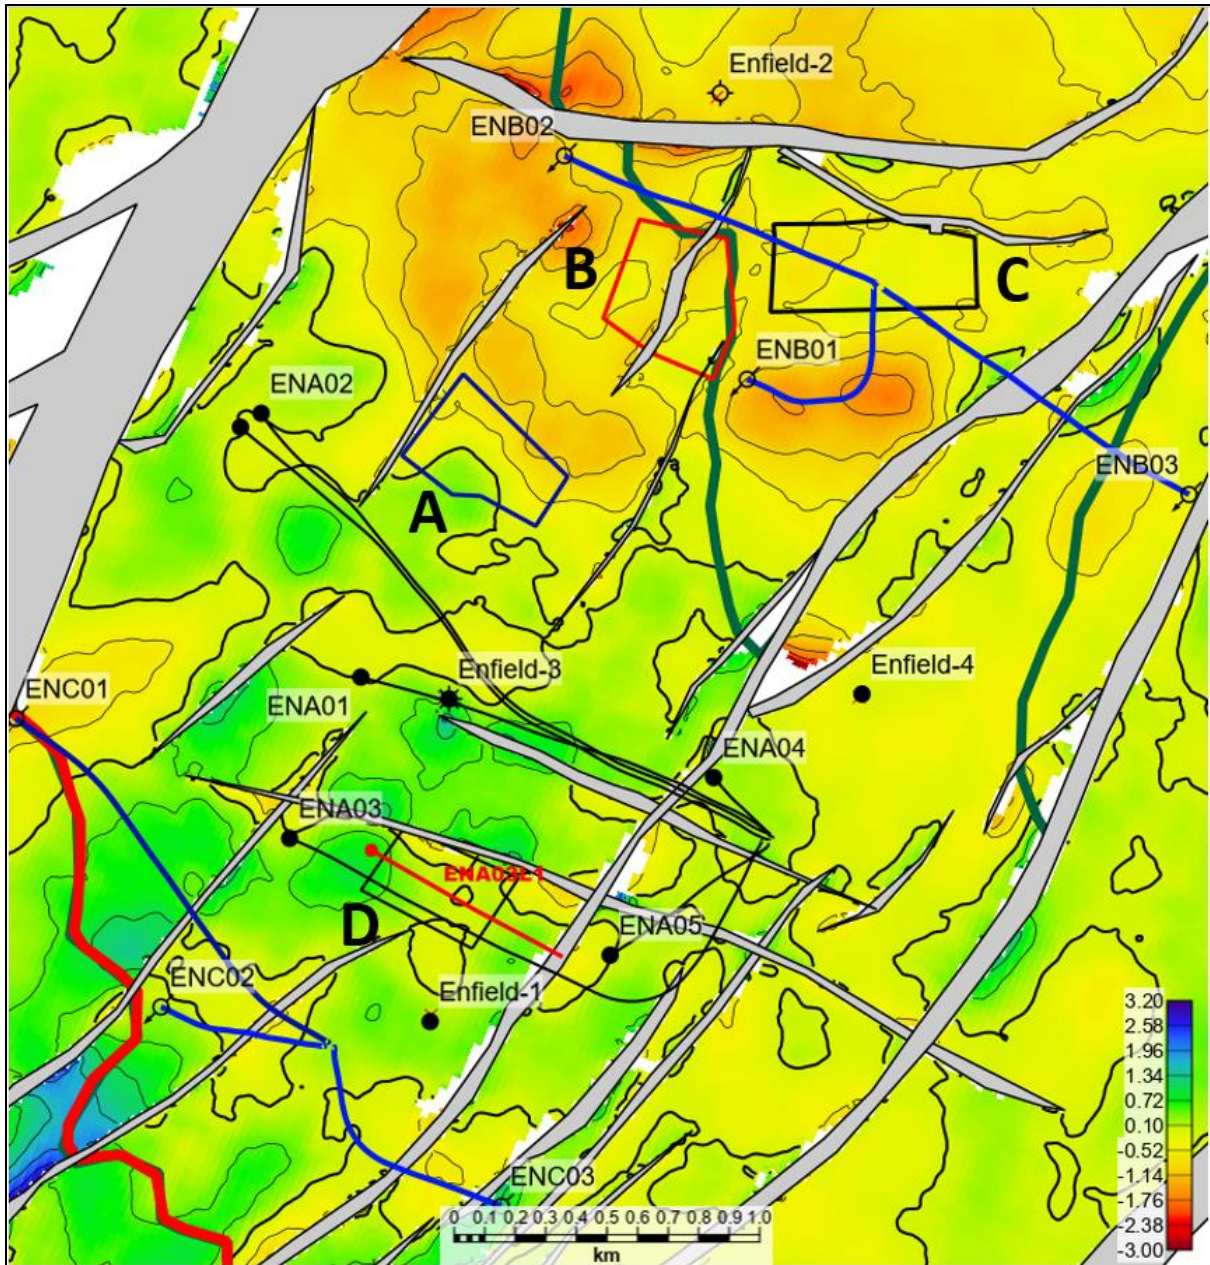 Enfield-2
ENB02
B
C
ENB01
ENA02
ENB03
A
Enfield-3
Enfield-4
ENC01
ENA01
ENA04
ENA03
ENA03L1
D
ENA05
ENC02
Enfield-1
ENC03
0 0.1 0.2 0.3 0.4 0.5 0.6 0.7 0.8 0.9 1.0
km
3.20
2.58
1.96
1.34
0.72
0.10
-0.52
-1.14
-1.76
-2.38
-3.00